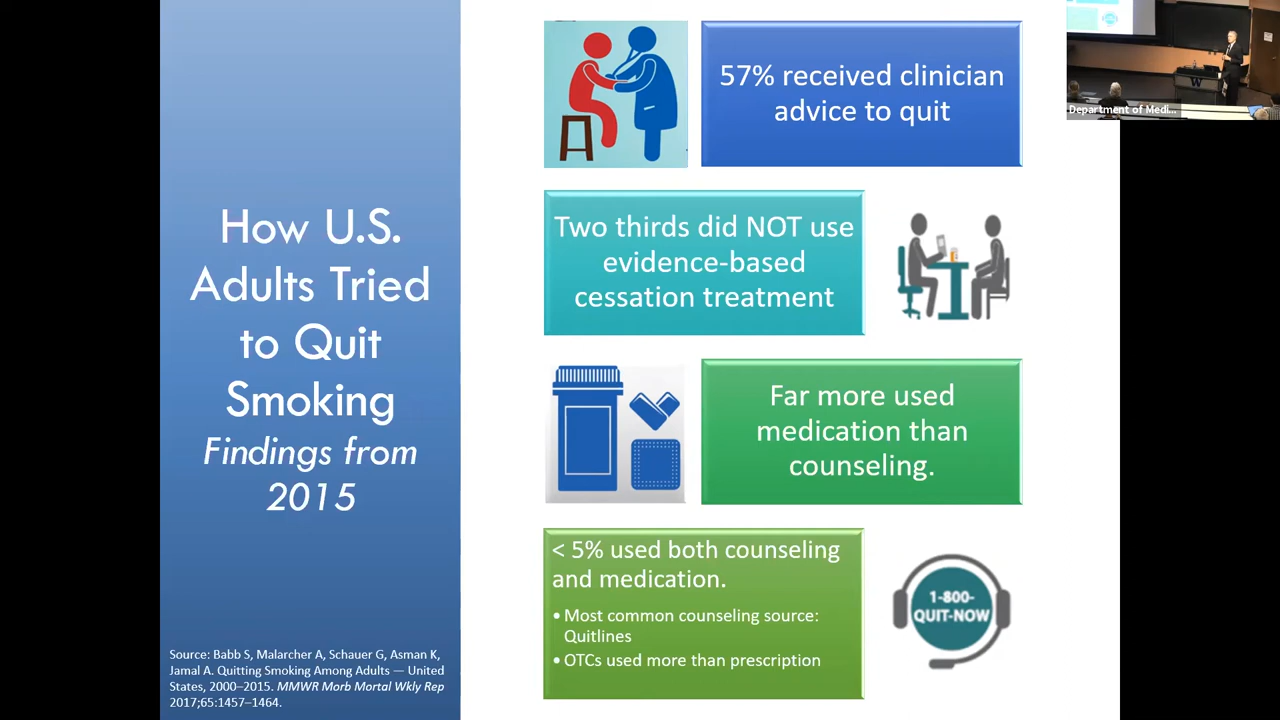 How U.S.
Adults Tried
to Quit
Smoking
Findings from
2015
Source: Babb S, Malarcher A, Schauer G, Asman K,
Jamal A. Quitting Smoking Among Adults — United
States, 2000–2015. MMWR Morb Mortal Wkly Rep
2017;65:1457–1464.
57% received clinician
advice to quit
Two thirds did NOT use
evidence-based
cessation treatment
Far more used
medication than
counseling.
< 5% used both counseling
and medication.
• Most common counseling source:
Quitlines
• OTCs used more than prescription
1-800-
QUIT-NOW
W
Department of Medi...